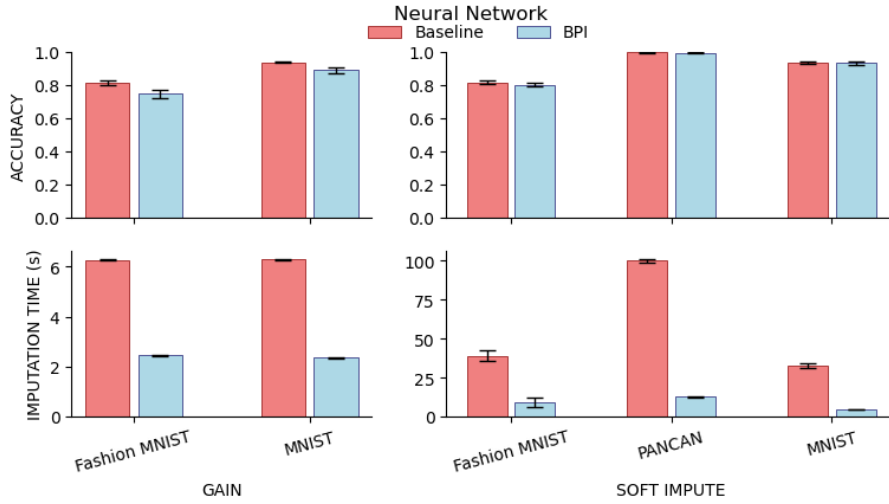 Neural Network
Baseline BPI
ACCURACY
1.0
0.8
0.6
0.4
0.2
0.0
1.0
0.8
0.6
0.4
0.2
0.0
IMPUTATION TIME (s)
6
4
2
0
Fashion MNIST MNIST
GAIN
100
75
50
25
0
Fashion MNIST PANCAN MNIST
SOFT IMPUTE